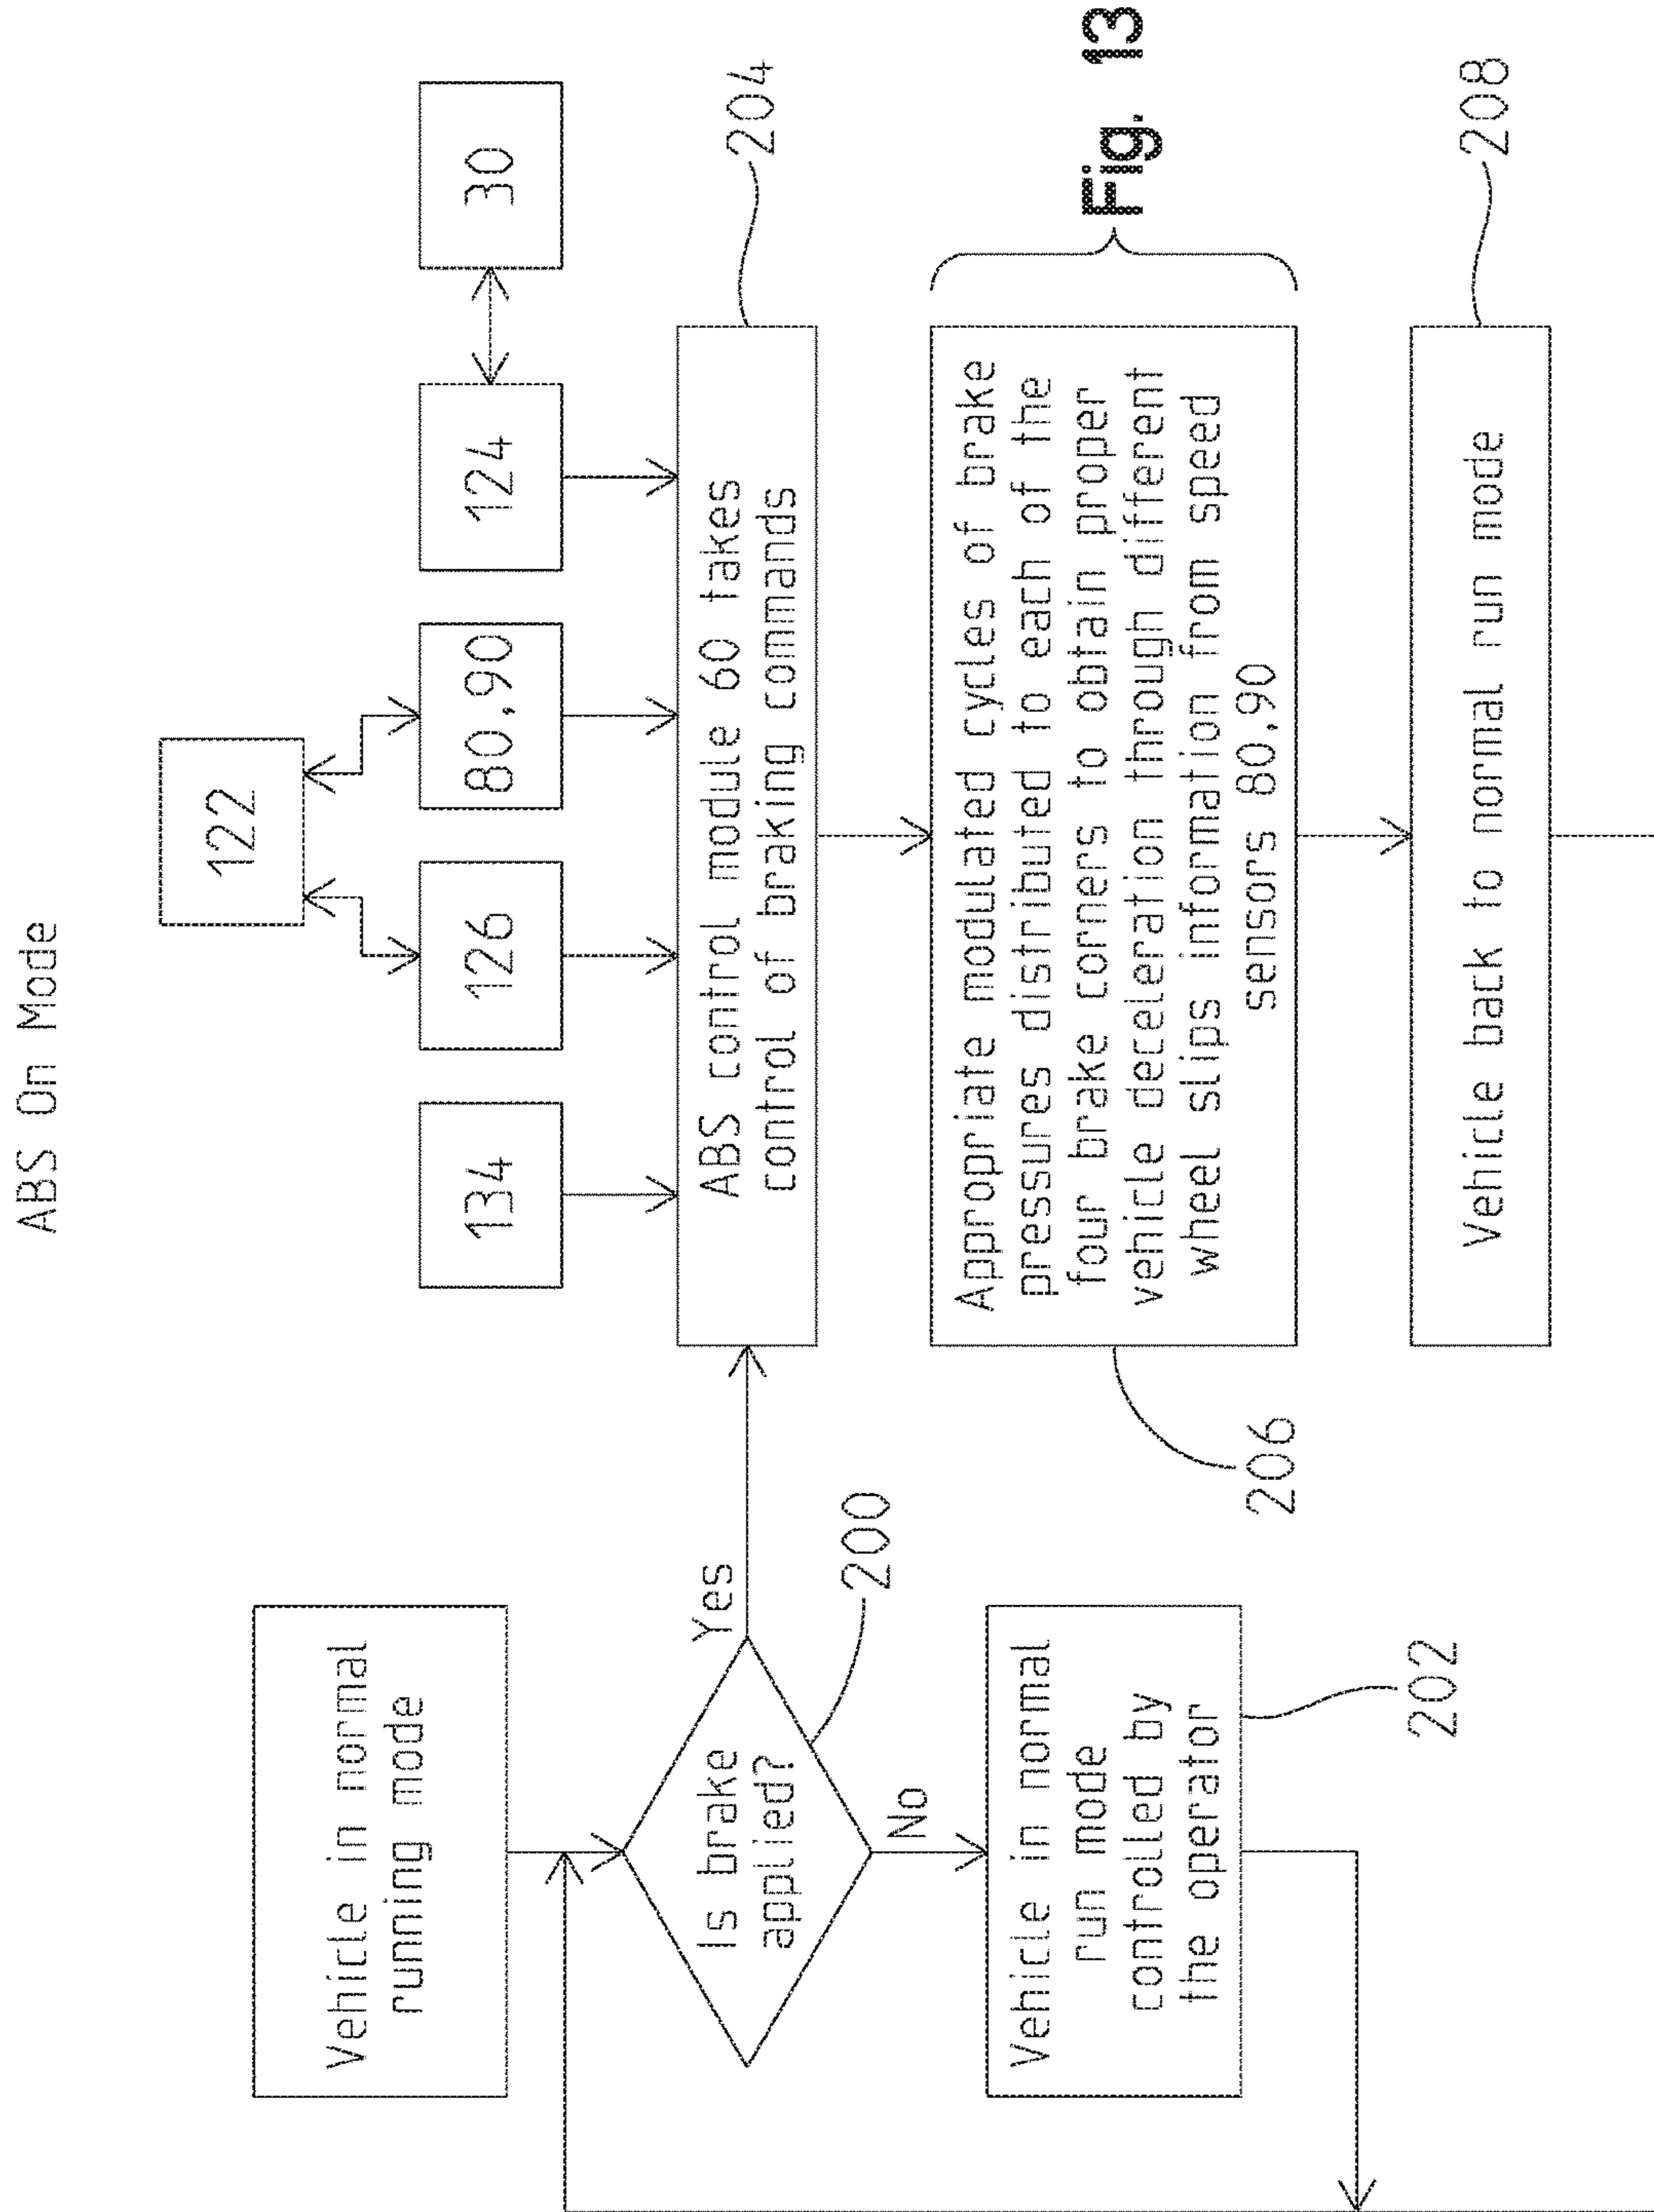 ABS On Mode
Vehicle in normal
running mode
Is brake
applied?
Yes
No
200
Vehicle in normal
run mode
controlled by
the operator
202
122
134
126
80,90
124
30
ABS control module 60 takes
control of braking commands
204
Appropriate modulated cycles of brake
pressures distributed to each of the
four brake corners to obtain proper
vehicle deceleration through different
wheel slips information from speed
sensors 80,90
206
Vehicle back to normal run mode
208
Fig. 13